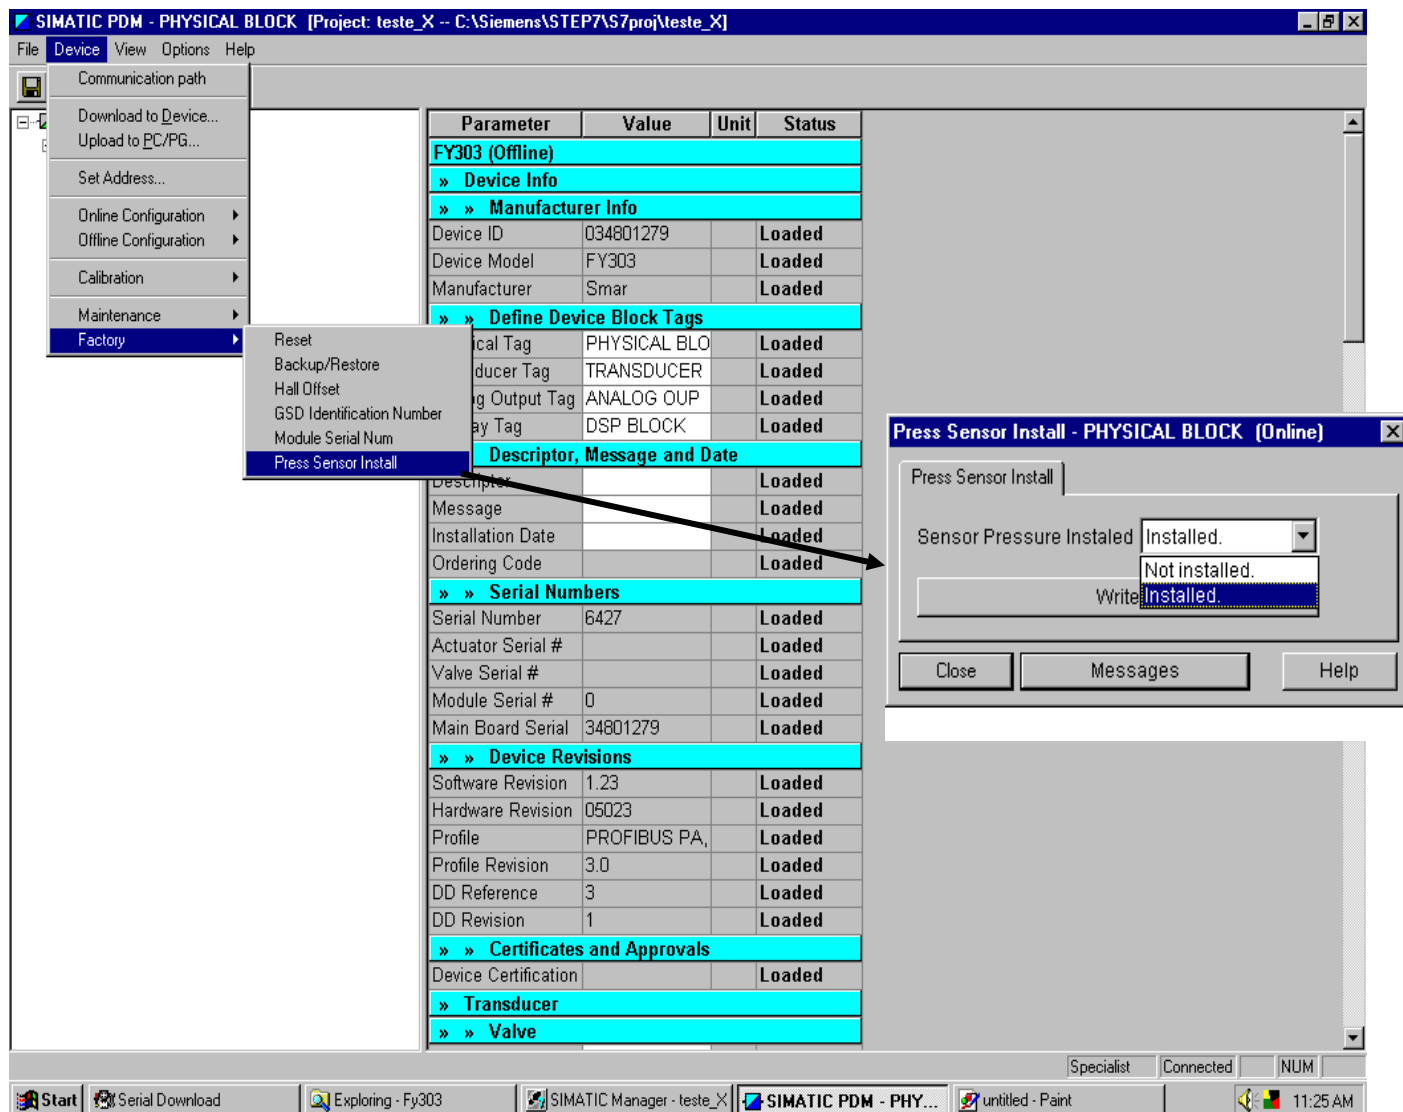 SIMATIC PDM - PHYSICAL BLOCK [Project: teste_X -- C:\Siemens\STEP7\S7proj\teste_X]
File Device View Options Help
Communication path
Download to Device...
Upload to PC/PG...
Set Address...
Online Configuration
Offline Configuration
Calibration
Maintenance
Factory
Reset
Backup/Restore
Hall Offset
GSD Identification Number
Module Serial Num
Press Sensor Install
Parameter Value Unit Status
FY303 (Offline)
» Device Info
» » Manufacturer Info
Device ID 034801279 Loaded
Device Model FY303 Loaded
Manufacturer Smar Loaded
» » Define Device Block Tags
ical Tag PHYSICAL BLO Loaded
ducer Tag TRANSDUCER Loaded
g Output Tag ANALOG OUP Loaded
ay Tag DSP BLOCK Loaded
Descriptor, Message and Date
Descriptor Loaded
Message Loaded
Installation Date Loaded
Ordering Code Loaded
» » Serial Numbers
Serial Number 6427 Loaded
Actuator Serial # Loaded
Valve Serial # Loaded
Module Serial # 0 Loaded
Main Board Serial 34801279 Loaded
» » Device Revisions
Software Revision 1.23 Loaded
Hardware Revision 05023 Loaded
Profile PROFIBUS PA, Loaded
Profile Revision 3.0 Loaded
DD Reference 3 Loaded
DD Revision 1 Loaded
» » Certificates and Approvals
Device Certification Loaded
» Transducer
» » Valve
Press Sensor Install - PHYSICAL BLOCK (Online)
Press Sensor Install
Sensor Pressure Instaled Installed.
Not installed.
Write Installed.
Close Messages Help
Specialist Connected NUM
Start Serial Download Exploring - Fy303 SIMATIC Manager - teste_X SIMATIC PDM - PHY... untitled - Paint 11:25 AM